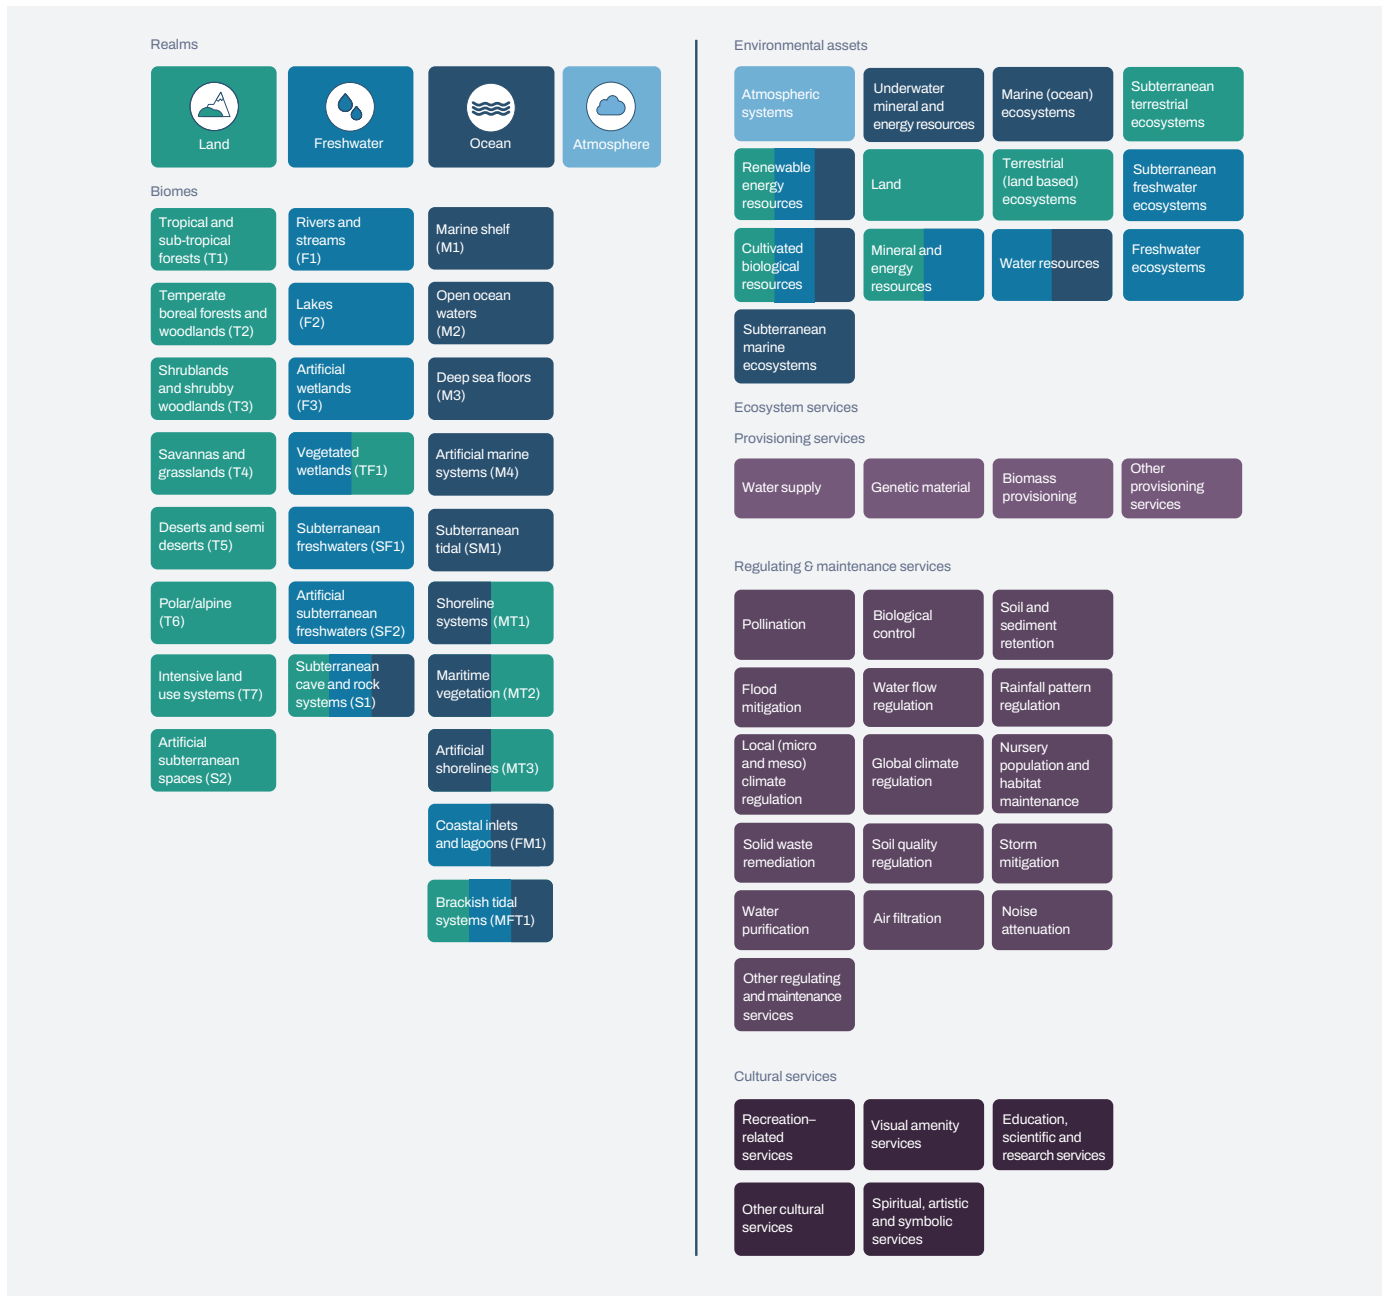 Realms
Land
Freshwater
Ocean
Atmosphere
Biomes
Tropical and
sub-tropical
forests (T1)
Temperate
boreal forests and
woodlands (T2)
Shrublands
and shrubby
woodlands (T3)
Savannas and
grasslands (T4)
Deserts and semi
deserts (T5)
Polar/alpine
(T6)
Intensive land
use systems (T7)
Artificial
subterranean
spaces (S2)
Rivers and
streams
(F1)
Lakes
(F2)
Artificial
wetlands
(F3)
Vegetated
wetlands (TF1)
Subterranean
freshwaters (SF1)
Artificial
subterranean
freshwaters (SF2)
Subterranean
cave and rock
systems (S1)
Marine shelf
(M1)
Open ocean
waters
(M2)
Deep sea floors
(M3)
Artificial marine
systems (M4)
Subterranean
tidal (SM1)
Shoreline
systems (MT1)
Maritime
vegetation (MT2)
Artificial
shorelines (MT3)
Coastal inlets
and lagoons (FM1)
Brackish tidal
systems (MFT1)
Environmental assets
Atmospheric
systems
Underwater
mineral and
energy resources
Marine (ocean)
ecosystems
Subterranean
terrestrial
ecosystems
Renewable
energy
resources
Land
Terrestrial
(land based)
ecosystems
Subterranean
freshwater
ecosystems
Cultivated
biological
resources
Mineral and
energy
resources
Water resources
Freshwater
ecosystems
Subterranean
marine
ecosystems
Ecosystem services
Provisioning services
Water supply
Genetic material
Biomass
provisioning
Other
provisioning
services
Regulating & maintenance services
Pollination
Biological
control
Soil and
sediment
retention
Flood
mitigation
Water flow
regulation
Rainfall pattern
regulation
Local (micro
and meso)
climate
regulation
Global climate
regulation
Nursery
population and
habitat
maintenance
Solid waste
remediation
Soil quality
regulation
Storm
mitigation
Water
purification
Air filtration
Noise
attenuation
Other regulating
and maintenance
services
Cultural services
Recreation–
related
services
Visual amenity
services
Education,
scientific and
research services
Other cultural
services
Spiritual, artistic
and symbolic
services